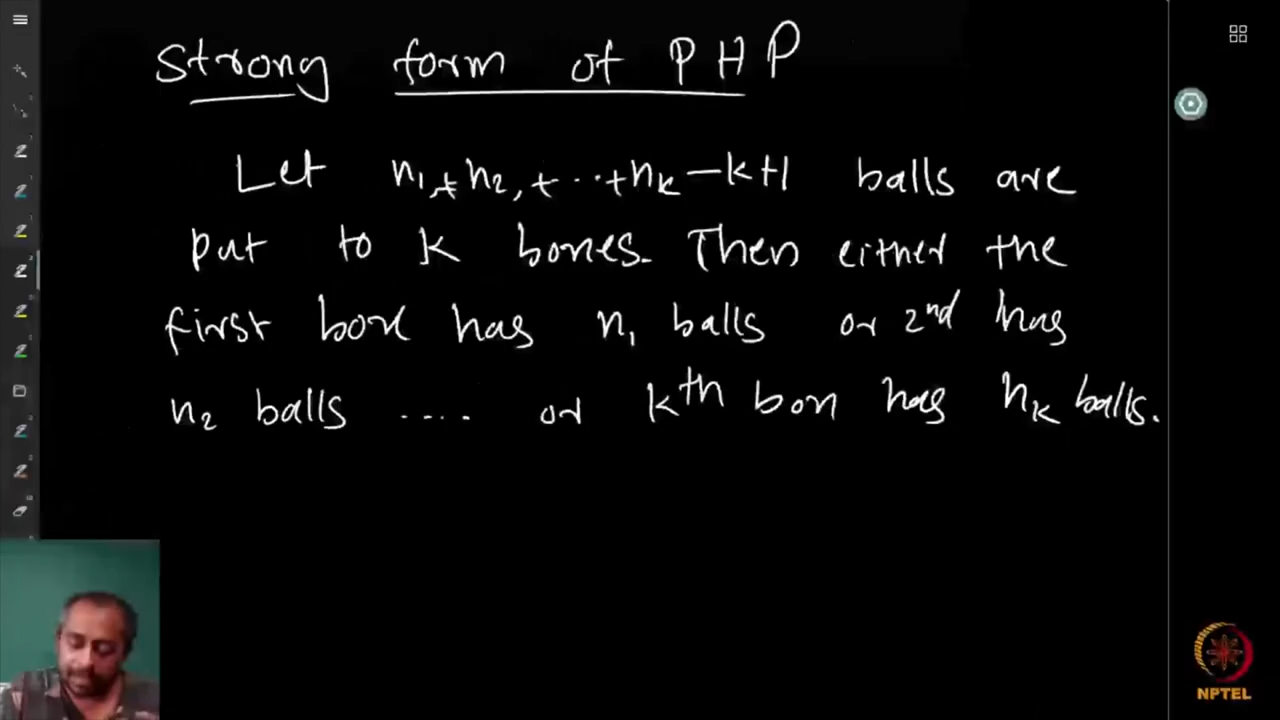 Strong form of PHP
Let n₁ + n₂, + ... + nₖ - k + 1 balls are
put to k boxes. Then either the
first box has n₁ balls or 2nd has
n₂ balls .... or kth box has nₖ balls.
NPTEL